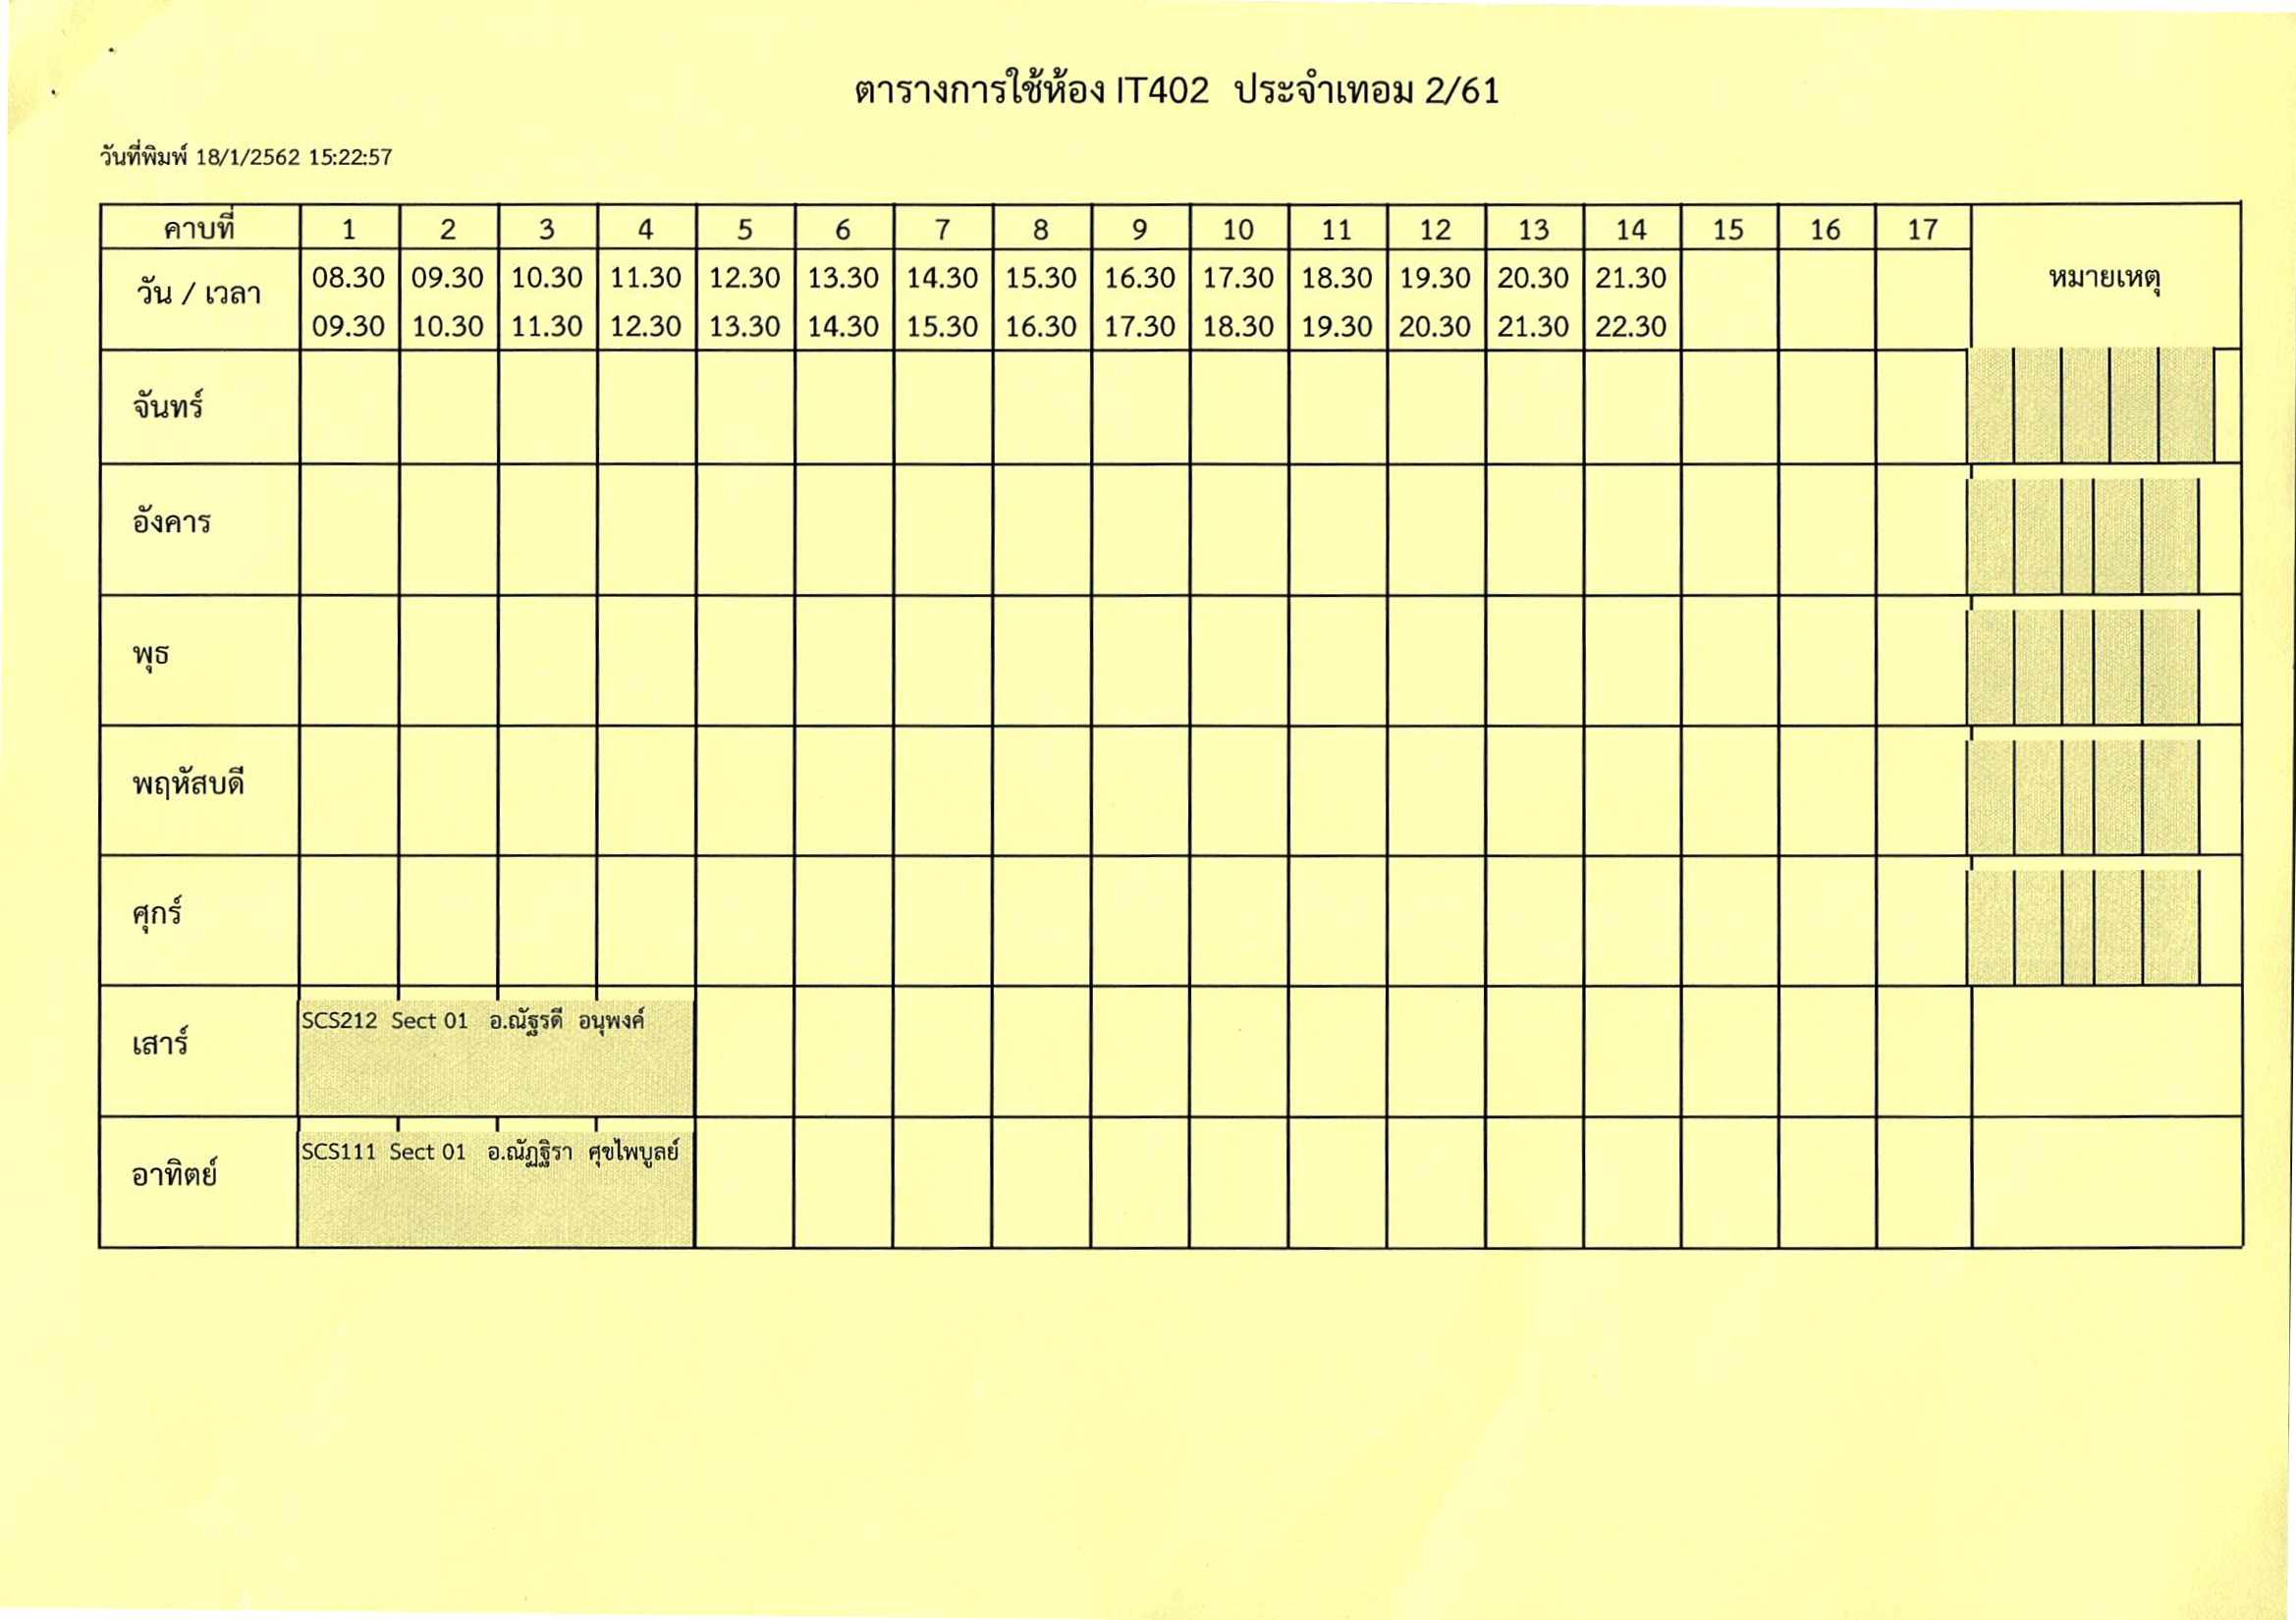 ตารางการใช้ห้อง IT402 ประจำเทอม 2/61
วันที่พิมพ์ 18/1/2562 15:22:57
คาบที่ 1 2 3 4 5 6 7 8 9 10 11 12 13 14 15 16 17
วัน / เวลา 08.30 09.30 10.30 11.30 12.30 13.30 14.30 15.30 16.30 17.30 18.30 19.30 20.30 21.30 หมายเหตุ
09.30 10.30 11.30 12.30 13.30 14.30 15.30 16.30 17.30 18.30 19.30 20.30 21.30 22.30
จันทร์
อังคาร
พุธ
พฤหัสบดี
ศุกร์
เสาร์ SCS212 Sect 01 อ.ณัฐรดี อนุพงค์
อาทิตย์ SCS111 Sect 01 อ.ณัฏฐิรา ศุขไพบูลย์